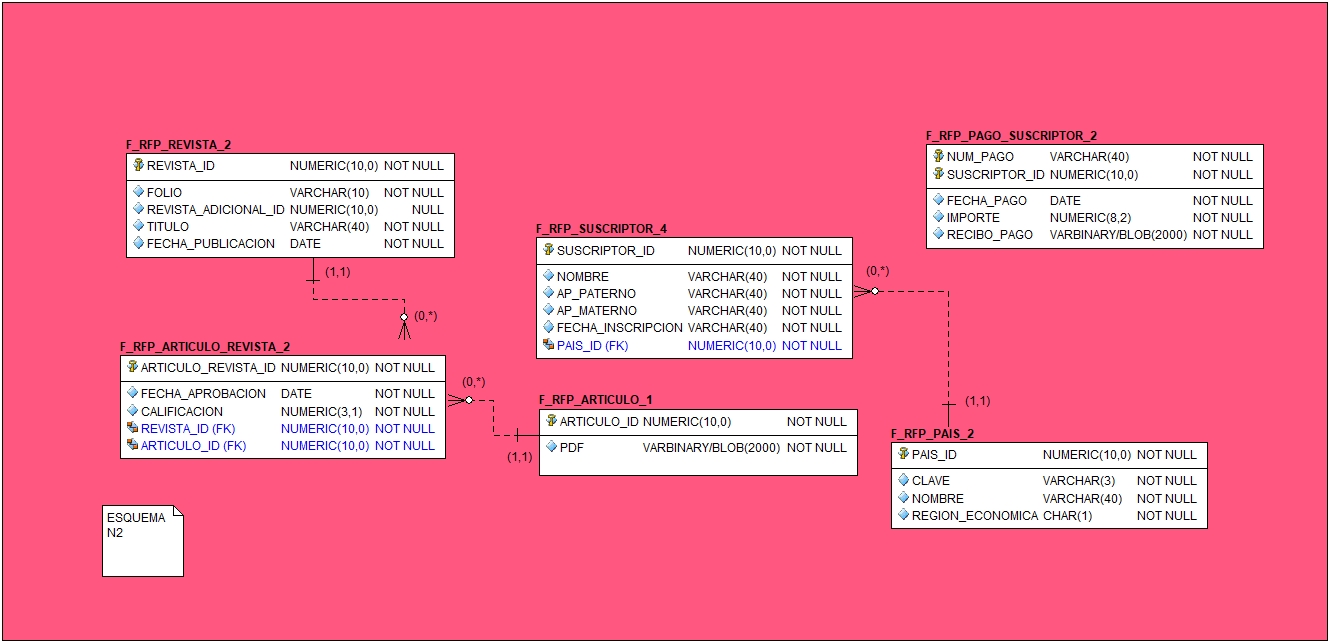 F_RFP_REVISTA_2
REVISTA_ID NUMERIC(10,0) NOT NULL
FOLIO VARCHAR(10) NOT NULL
REVISTA_ADICIONAL_ID NUMERIC(10,0) NULL
TITULO VARCHAR(40) NOT NULL
FECHA_PUBLICACION DATE NOT NULL
(1,1)
(0,*)
F_RFP_ARTICULO_REVISTA_2
ARTICULO_REVISTA_ID NUMERIC(10,0) NOT NULL
FECHA_APROBACION DATE NOT NULL
CALIFICACION NUMERIC(3,1) NOT NULL
REVISTA_ID (FK) NUMERIC(10,0) NOT NULL
ARTICULO_ID (FK) NUMERIC(10,0) NOT NULL
(0,*)
(1,1)
F_RFP_SUSCRIPTOR_4
SUSCRIPTOR_ID NUMERIC(10,0) NOT NULL
NOMBRE VARCHAR(40) NOT NULL
AP_PATERNO VARCHAR(40) NOT NULL
AP_MATERNO VARCHAR(40) NOT NULL
FECHA_INSCRIPCION VARCHAR(40) NOT NULL
PAIS_ID (FK) NUMERIC(10,0) NOT NULL
(0,*)
(1,1)
F_RFP_ARTICULO_1
ARTICULO_ID NUMERIC(10,0) NOT NULL
PDF VARBINARY/BLOB(2000) NOT NULL
F_RFP_PAGO_SUSCRIPTOR_2
NUM_PAGO VARCHAR(40) NOT NULL
SUSCRIPTOR_ID NUMERIC(10,0) NOT NULL
FECHA_PAGO DATE NOT NULL
IMPORTE NUMERIC(8,2) NOT NULL
RECIBO_PAGO VARBINARY/BLOB(2000) NOT NULL
F_RFP_PAIS_2
PAIS_ID NUMERIC(10,0) NOT NULL
CLAVE VARCHAR(3) NOT NULL
NOMBRE VARCHAR(40) NOT NULL
REGION_ECONOMICA CHAR(1) NOT NULL
ESQUEMA
N2